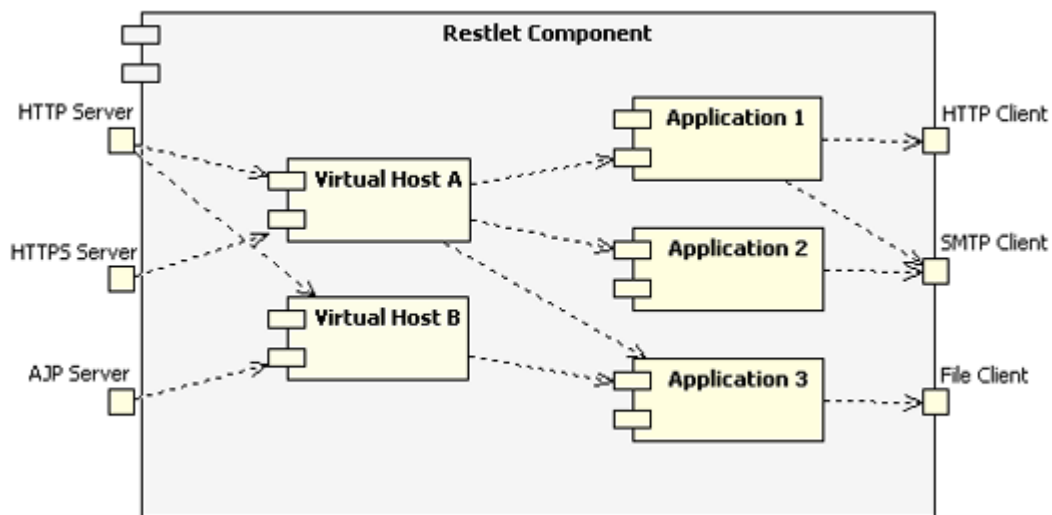 Restlet Component
HTTP Server
Application 1
HTTP Client
Virtual Host A
HTTPS Server
Application 2
SMTP Client
Virtual Host B
AJP Server
Application 3
File Client